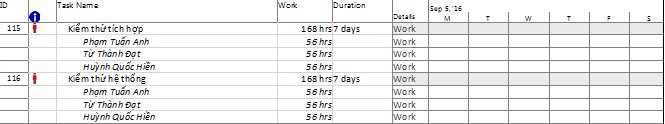 ID Task Name Work Duration Details Sep 5, '16
M T W T F S
115 Kiểm thử tích hợp 168 hrs 7 days Work
Phạm Tuấn Anh 56 hrs Work
Từ Thành Đạt 56 hrs Work
Huỳnh Quốc Hiền 56 hrs Work
116 Kiểm thử hệ thống 168 hrs 7 days Work
Phạm Tuấn Anh 56 hrs Work
Từ Thành Đạt 56 hrs Work
Huỳnh Quốc Hiền 56 hrs Work